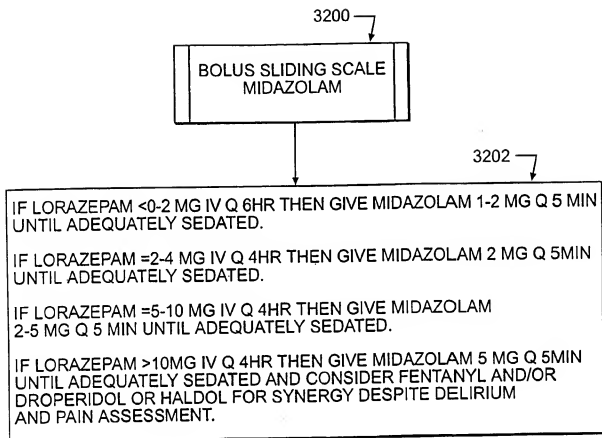 3200
BOLUS SLIDING SCALE
MIDAZOLAM
3202
IF LORAZEPAM <0-2 MG IV Q 6HR THEN GIVE MIDAZOLAM 1-2 MG Q 5 MIN
UNTIL ADEQUATELY SEDATED.
IF LORAZEPAM =2-4 MG IV Q 4HR THEN GIVE MIDAZOLAM 2 MG Q 5MIN
UNTIL ADEQUATELY SEDATED.
IF LORAZEPAM =5-10 MG IV Q 4HR THEN GIVE MIDAZOLAM
2-5 MG Q 5 MIN UNTIL ADEQUATELY SEDATED.
IF LORAZEPAM >10MG IV Q 4HR THEN GIVE MIDAZOLAM 5 MG Q 5MIN
UNTIL ADEQUATELY SEDATED AND CONSIDER FENTANYL AND/OR
DROPERIDOL OR HALDOL FOR SYNERGY DESPITE DELIRIUM
AND PAIN ASSESSMENT.